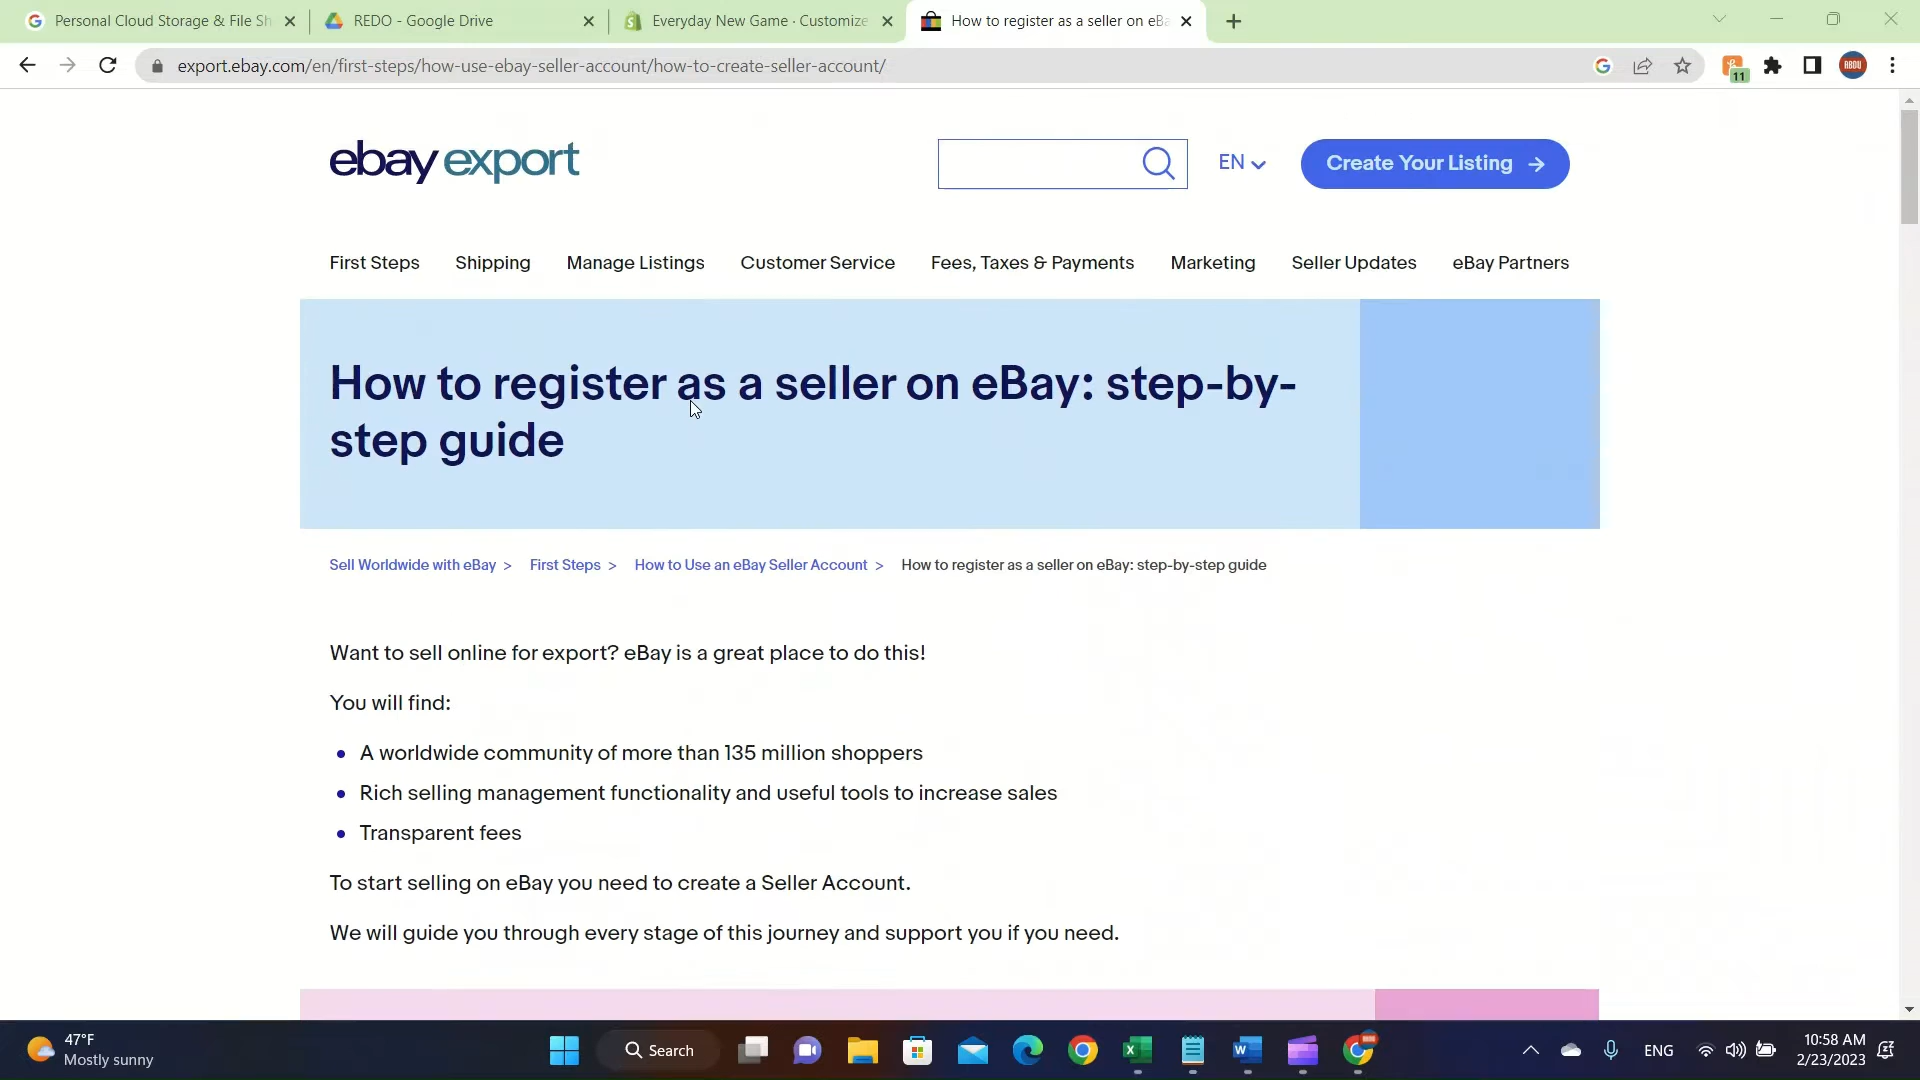 Personal Cloud Storage & File Sh
REDO - Google Drive
Everyday New Game · Customize
How to register as a seller on eBa
export.ebay.com/en/first-steps/how-use-ebay-seller-account/how-to-create-seller-account/
11
ABDU
ebay export
EN
Create Your Listing
First Steps
Shipping
Manage Listings
Customer Service
Fees, Taxes & Payments
Marketing
Seller Updates
eBay Partners
How to register as a seller on eBay: step-by-
step guide
Sell Worldwide with eBay > First Steps > How to Use an eBay Seller Account > How to register as a seller on eBay: step-by-step guide
Want to sell online for export? eBay is a great place to do this!
You will find:
• A worldwide community of more than 135 million shoppers
• Rich selling management functionality and useful tools to increase sales
• Transparent fees
To start selling on eBay you need to create a Seller Account.
We will guide you through every stage of this journey and support you if you need.
47°F
Mostly sunny
Search
ENG
10:58 AM
2/23/2023